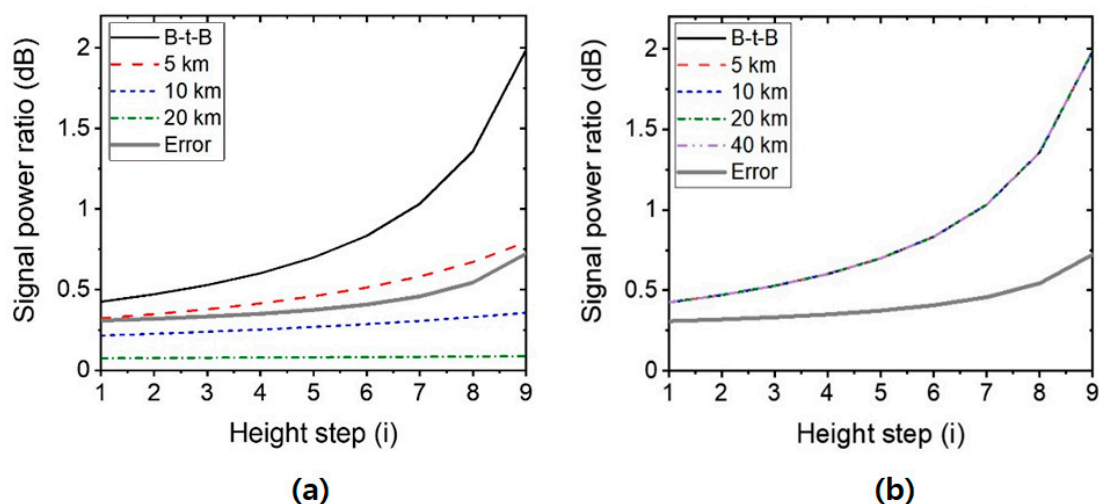 Signal power ratio (dB)
2
1.5
1
0.5
0
B-t-B
5 km
10 km
20 km
Error
1 2 3 4 5 6 7 8 9
Height step (i)
(a)
Signal power ratio (dB)
2
1.5
1
0.5
0
B-t-B
5 km
10 km
20 km
40 km
Error
1 2 3 4 5 6 7 8 9
Height step (i)
(b)